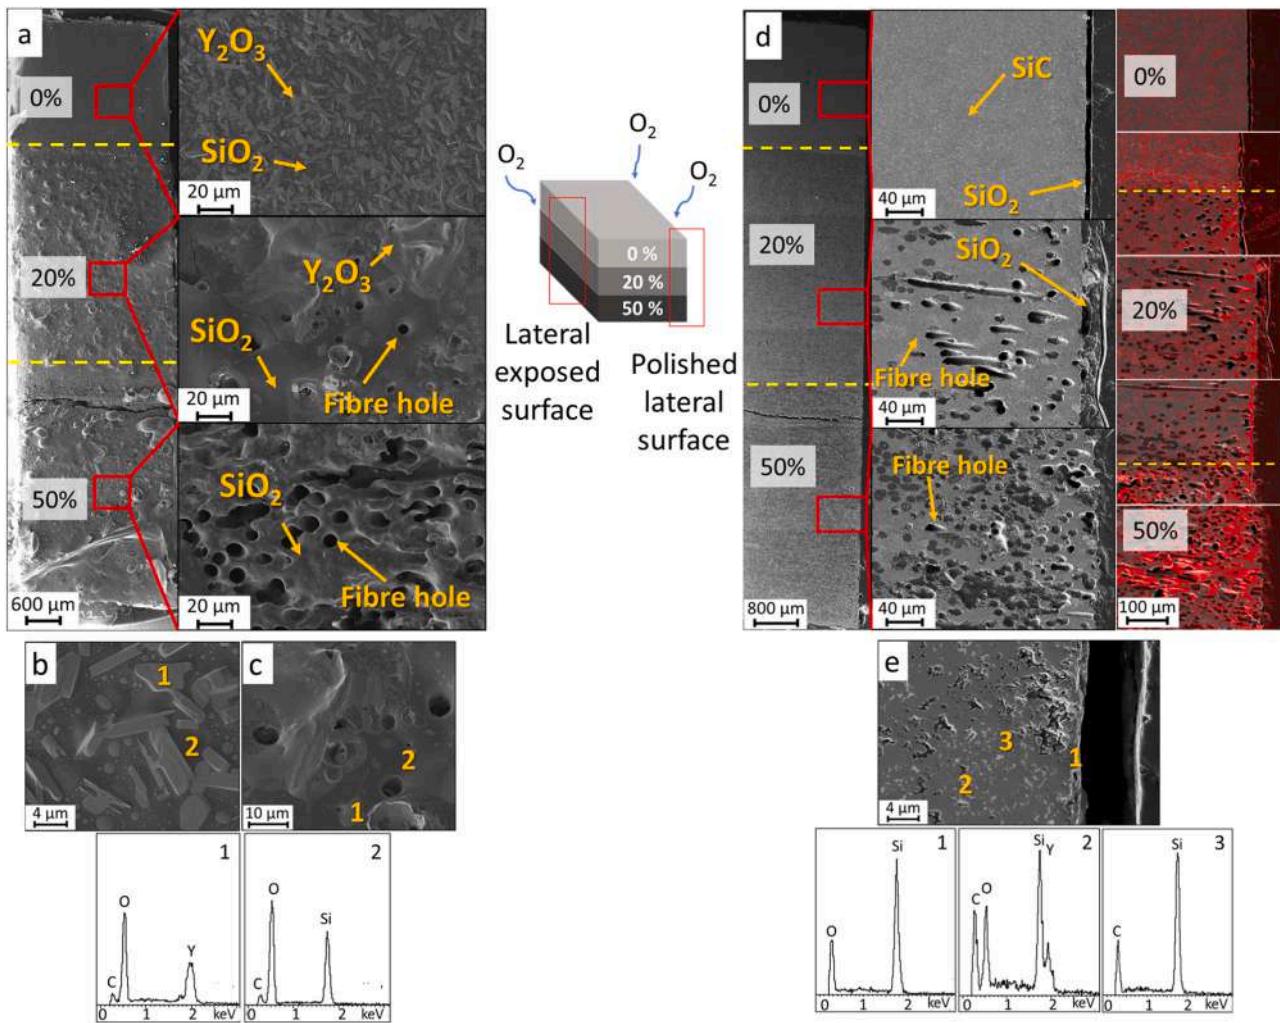 a
0%
20%
50%
600 µm
Y₂O₃
SiO₂
20 µm
Y₂O₃
SiO₂
Fibre hole
20 µm
SiO₂
Fibre hole
20 µm
O₂
O₂
O₂
0 %
20 %
50 %
Lateral
exposed
surface
Polished
lateral
surface
d
0%
20%
50%
800 µm
SiC
SiO₂
40 µm
SiO₂
Fibre hole
40 µm
Fibre hole
40 µm
0%
20%
50%
100 µm
b
1
2
4 µm
c
2
1
10 µm
1
O
Y
C
0 1 2 keV
2
O
Si
C
0 1 2 keV
e
3
1
2
4 µm
1
Si
O
0 1 2 keV
2
Si
Y
C
O
0 1 2 keV
3
Si
C
0 1 2 keV